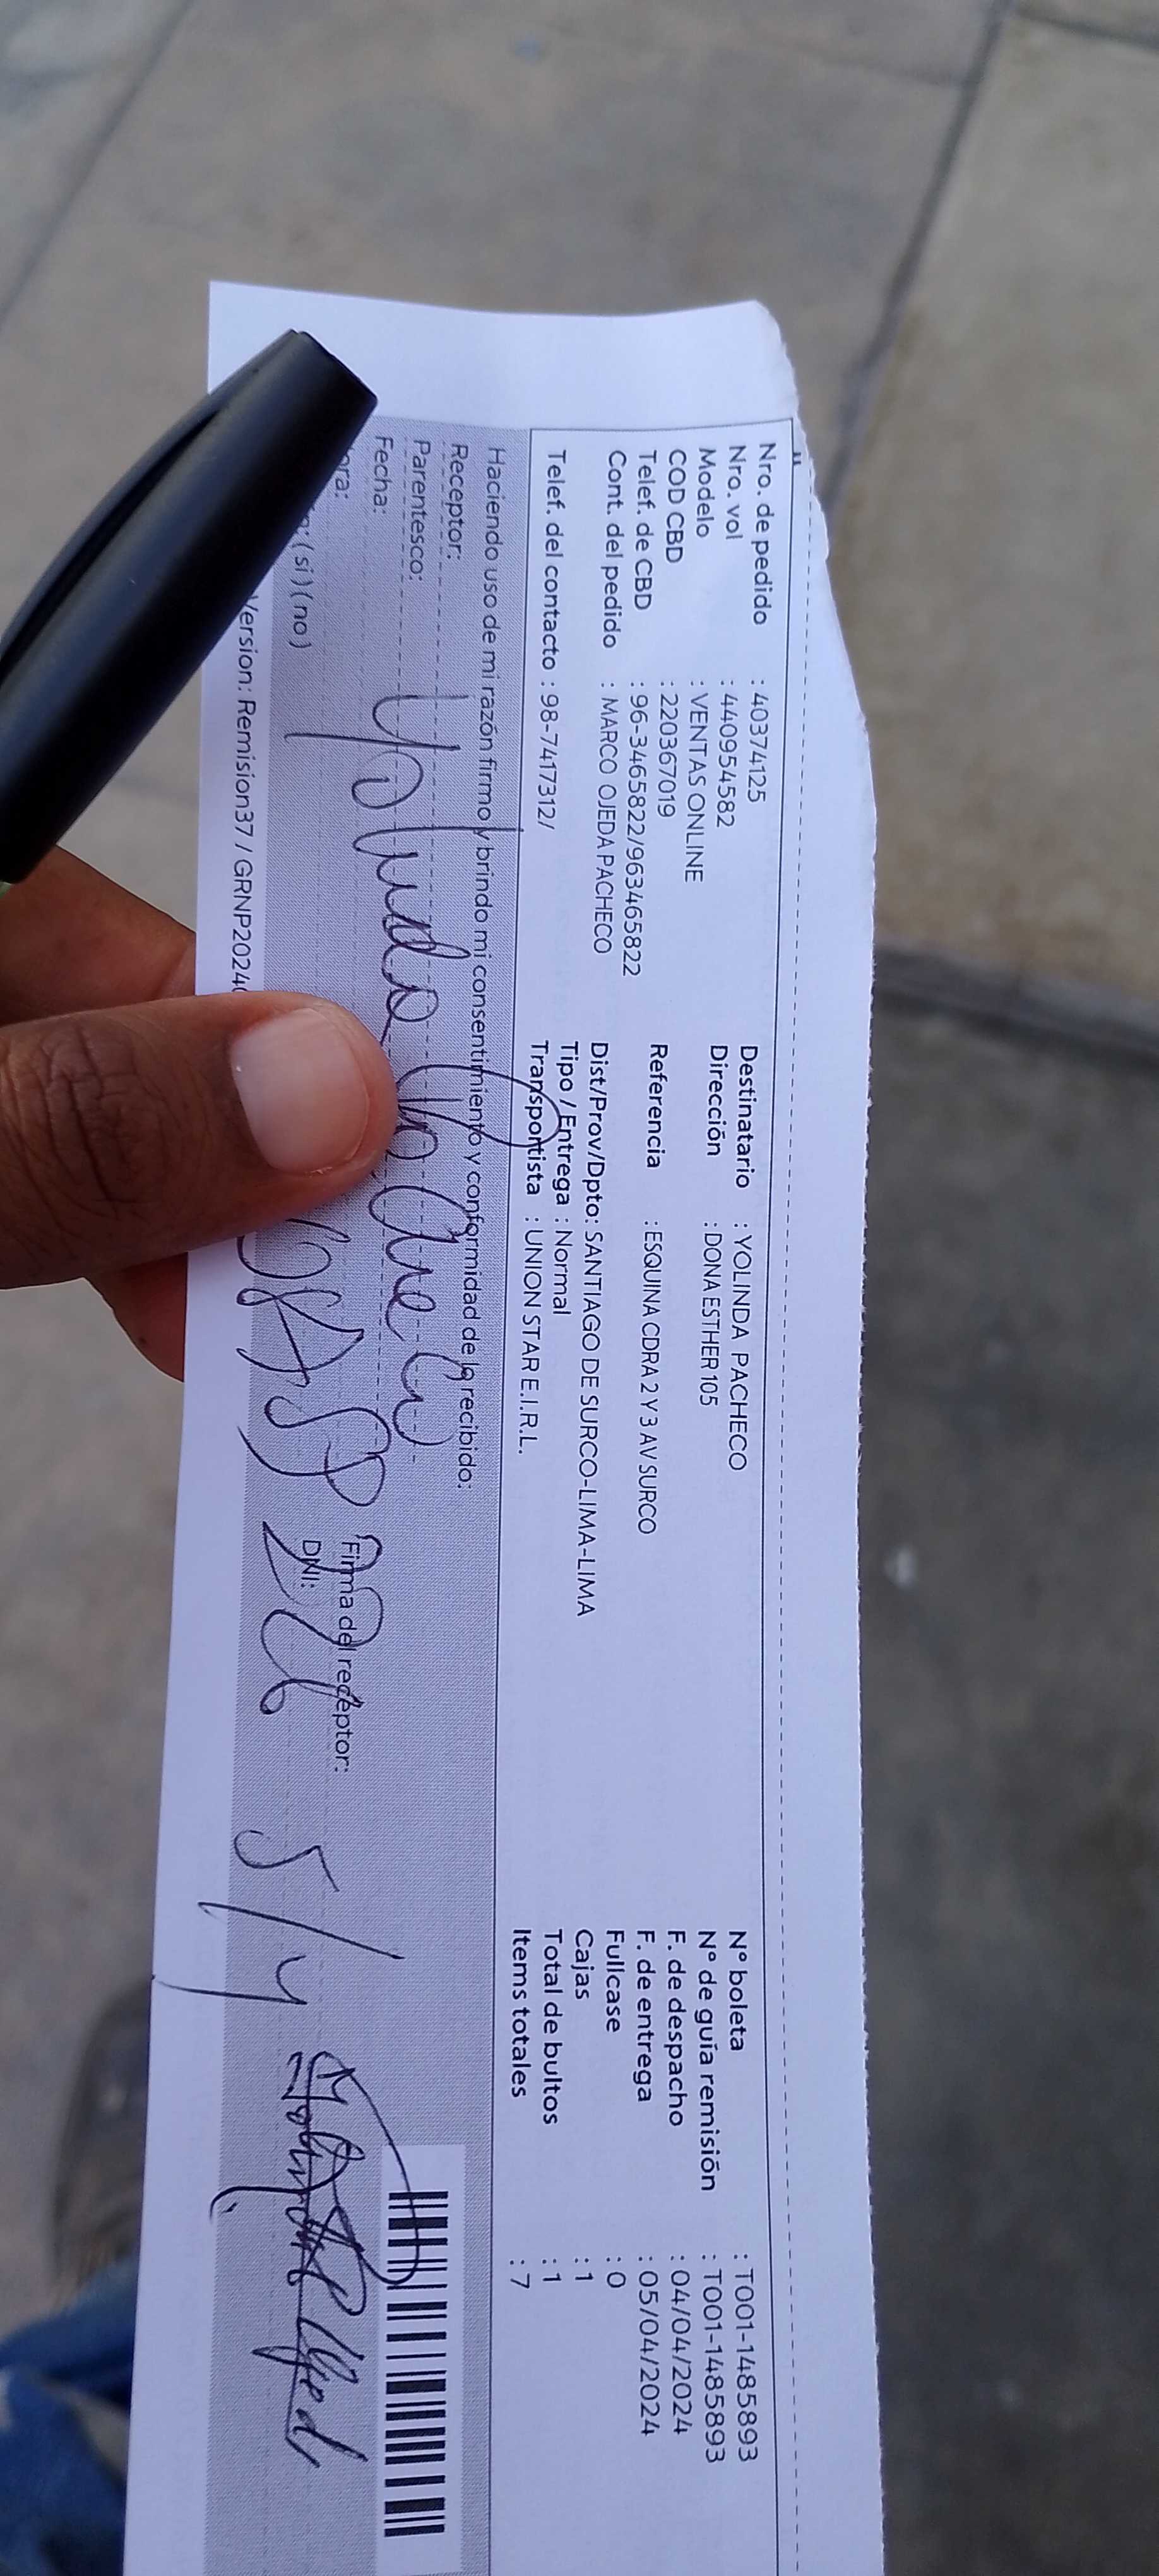 Nro. de pedido : 40374125
Nro. vol : 440954582
Modelo : VENTAS ONLINE
COD CBD : 220367019
Telef. de CBD : 96-3465822/963465822
Cont. del pedido : MARCO OJEDA PACHECO
Telef. del contacto : 98-7417312/
Destinatario : YOLINDA PACHECO
Dirección : DONA ESTHER 105
Referencia : ESQUINA CDRA 2 Y 3 AV SURCO
Dist/Prov/Dpto: SANTIAGO DE SURCO-LIMA-LIMA
Tipo / Entrega : Normal
Transportista : UNION STAR E.I.R.L.
N° boleta : T001-1485893
N° de guía remisión : T001-1485893
F. de despacho : 04/04/2024
F. de entrega : 05/04/2024
Fullcase : 0
Cajas : 1
Total de bultos : 1
Items totales : 7
Haciendo uso de mi razón firmo y brindo mi consentimiento y conformidad de lo recibido:
Receptor:
Parentesco:
Fecha:
Firma del receptor:
DNI:
5/4
(si) (no)
Version: Remision37 /